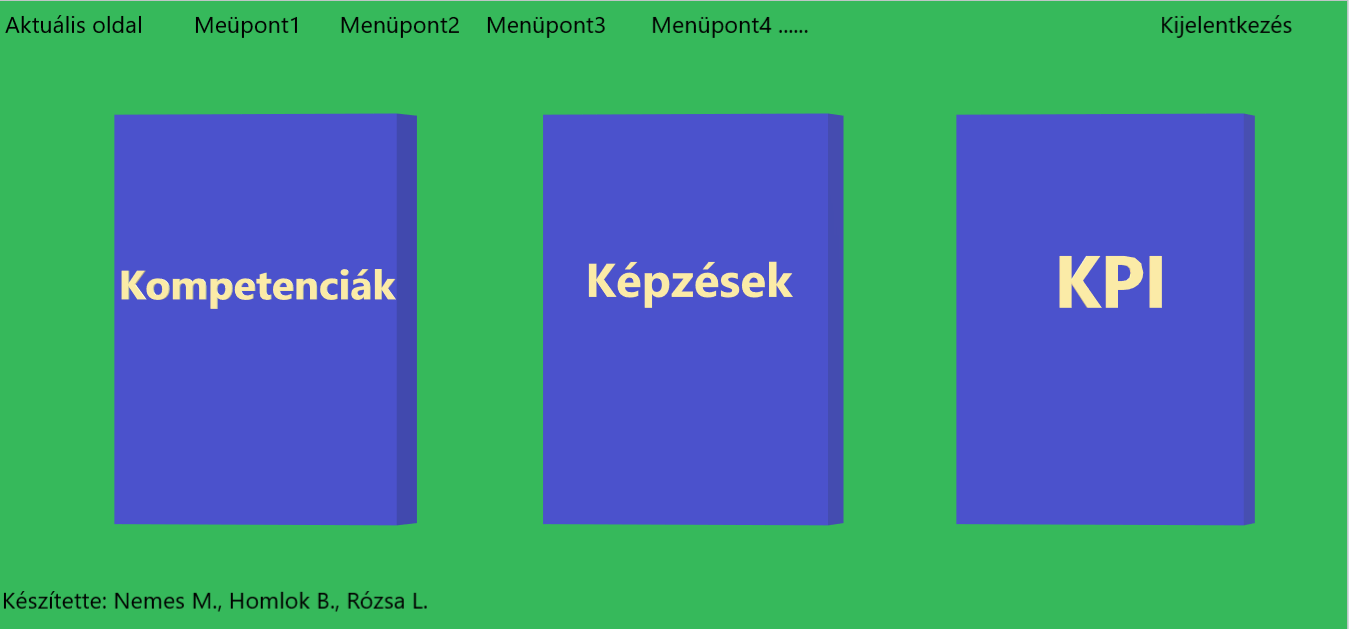 Aktuális oldal Meüpont1 Menüpont2 Menüpont3 Menüpont4 ...... Kijelentkezés
Kompetenciák
Képzések
KPI
Készítette: Nemes M., Homlok B., Rózsa L.